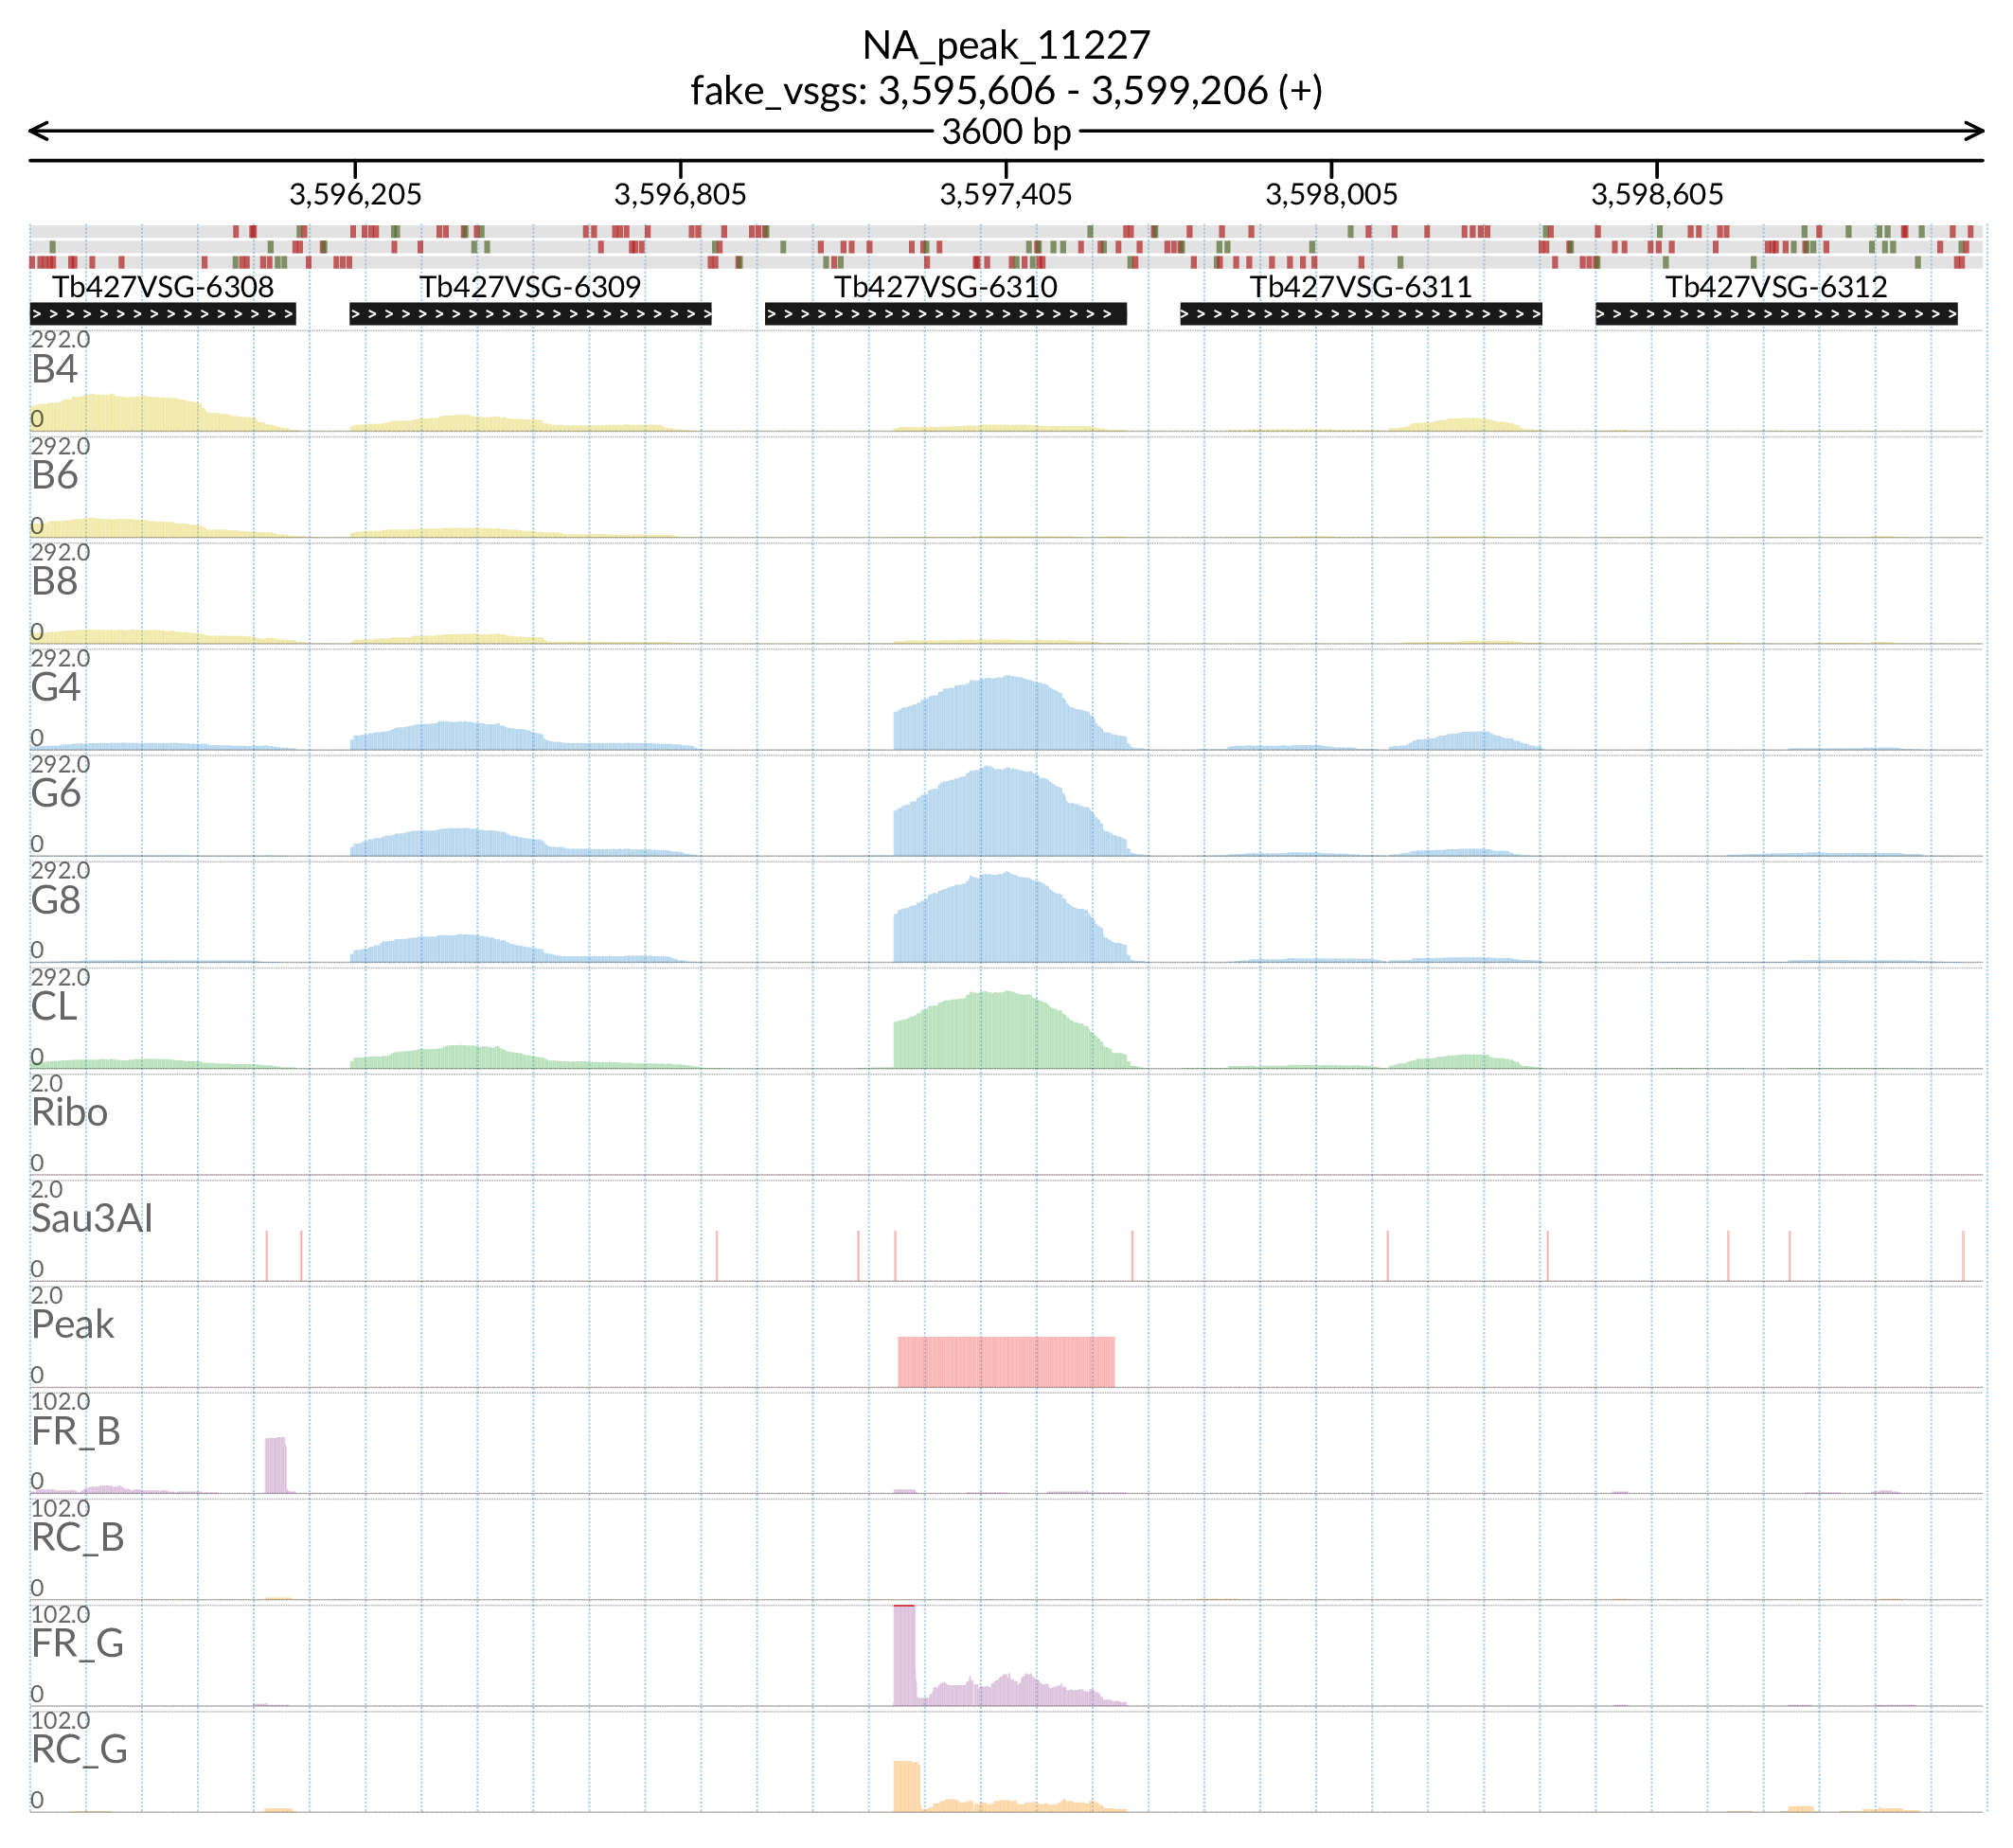 NA_peak_11227
fake_vsgs: 3,595,606 - 3,599,206 (+)
3600 bp
3,596,205 3,596,805 3,597,405 3,598,005 3,598,605
Tb427VSG-6308 Tb427VSG-6309 Tb427VSG-6310 Tb427VSG-6311 Tb427VSG-6312
292.0
B4
0
292.0
B6
0
292.0
B8
0
292.0
G4
0
292.0
G6
0
292.0
G8
0
292.0
CL
0
2.0
Ribo
0
2.0
Sau3AI
0
2.0
Peak
0
102.0
FR_B
0
102.0
RC_B
0
102.0
FR_G
0
102.0
RC_G
0